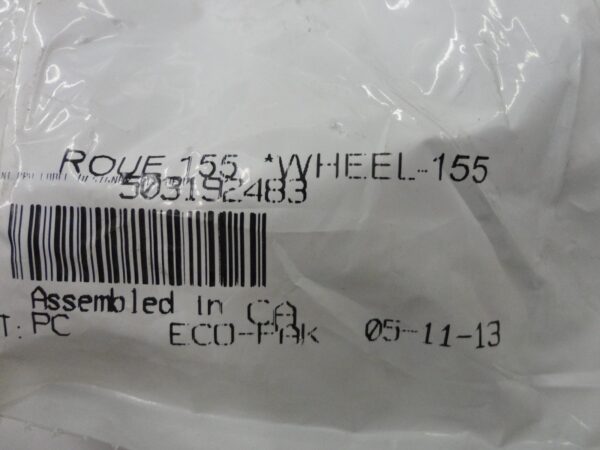 ROUE 155 *WHEEL-155
503192483
Assembled in CA
T: PC ECO-PAK 05-11-13